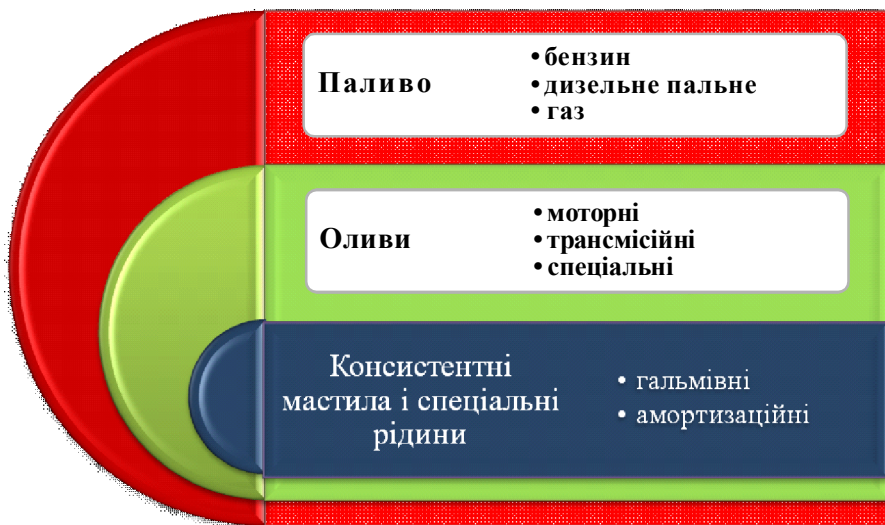 Паливо
• бензин
• дизельне пальне
• газ
Оливи
• моторні
• трансмісійні
• спеціальні
Консистентні
мастила і спеціальні
рідини
• гальмівні
• амортизаційні